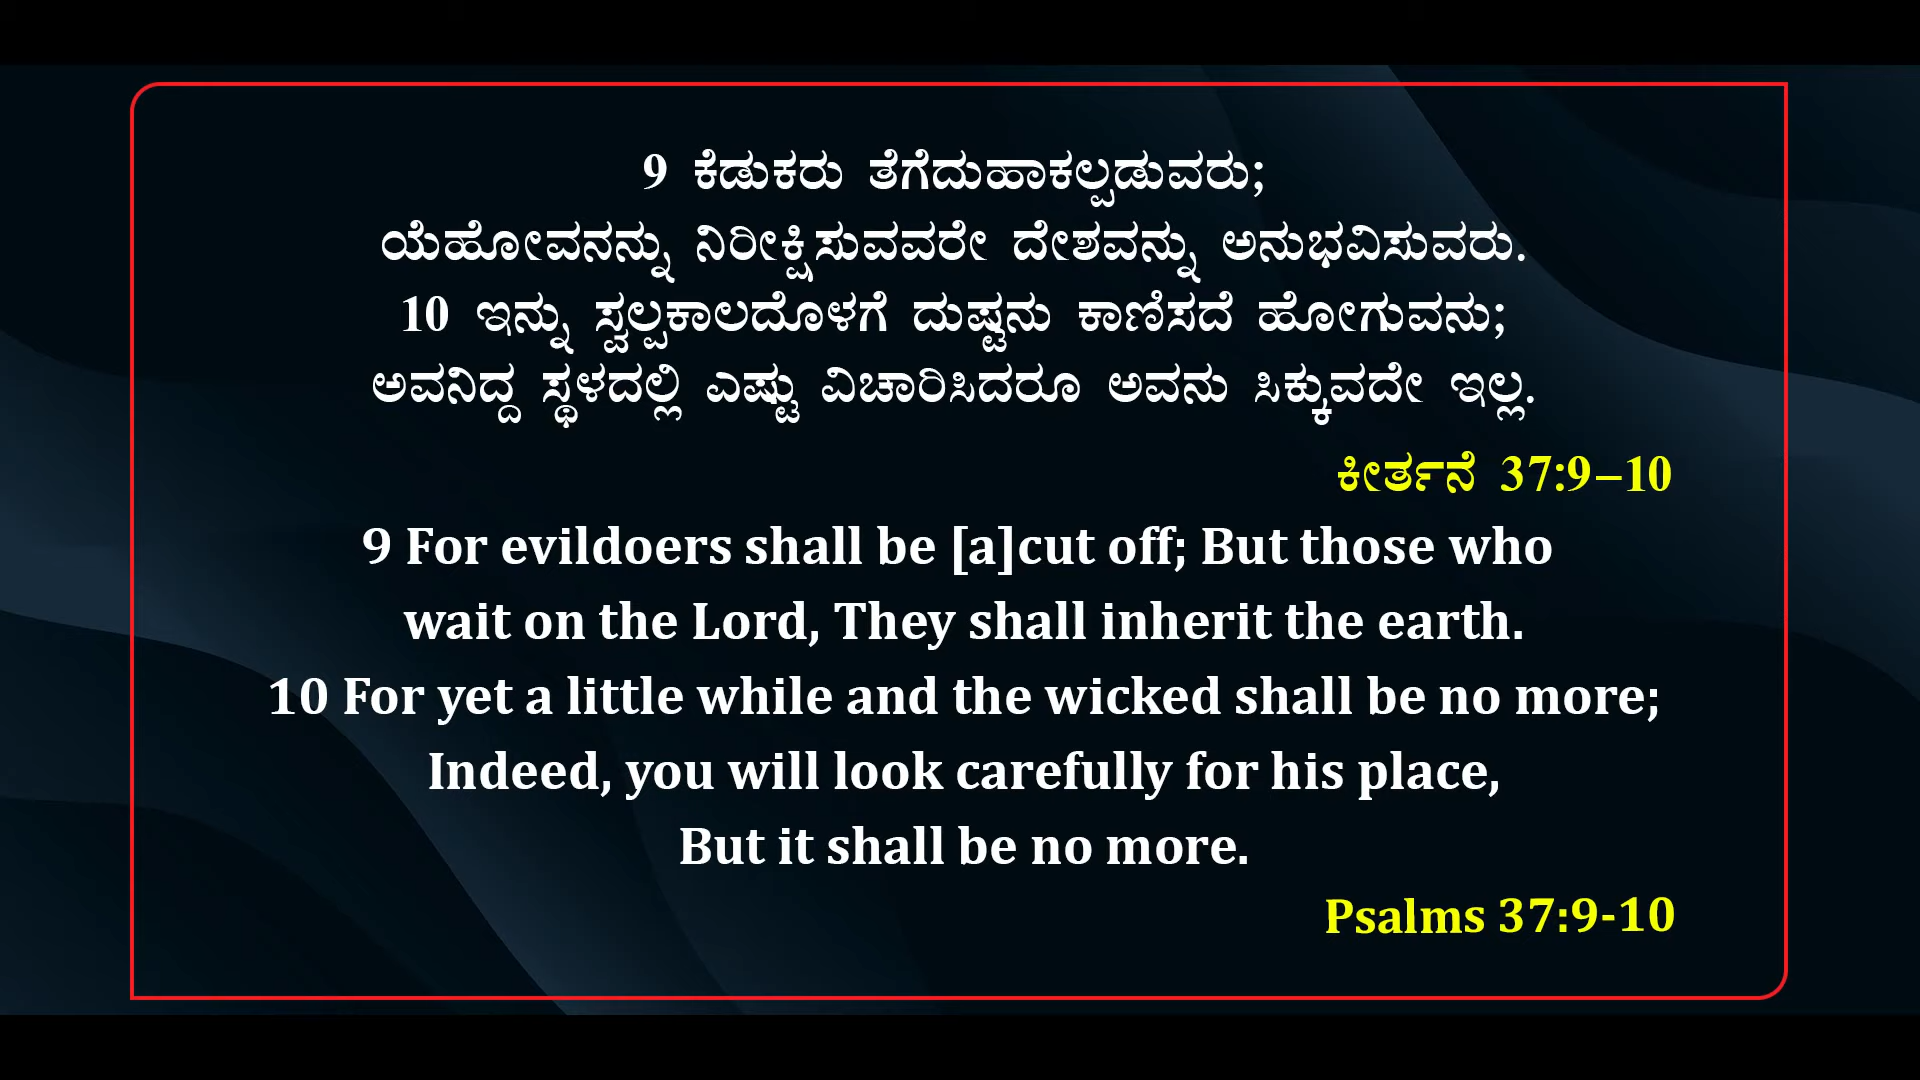 9 ಕೆಡುಕರು ತೆಗೆದುಹಾಕಲ್ಪಡುವರು;
ಯೆಹೋವನನ್ನು ನಿರೀಕ್ಷಿಸುವವರೇ ದೇಶವನ್ನು ಅನುಭವಿಸುವರು.
10 ಇನ್ನು ಸ್ವಲ್ಪಕಾಲದೊಳಗೆ ದುಷ್ಟನು ಕಾಣಿಸದೆ ಹೋಗುವನು;
ಅವನಿದ್ದ ಸ್ಥಳದಲ್ಲಿ ಎಷ್ಟು ವಿಚಾರಿಸಿದರೂ ಅವನು ಸಿಕ್ಕುವದೇ ಇಲ್ಲ.
ಕೀರ್ತನೆ 37:9–10
9 For evildoers shall be [a]cut off; But those who
wait on the Lord, They shall inherit the earth.
10 For yet a little while and the wicked shall be no more;
Indeed, you will look carefully for his place,
But it shall be no more.
Psalms 37:9-10